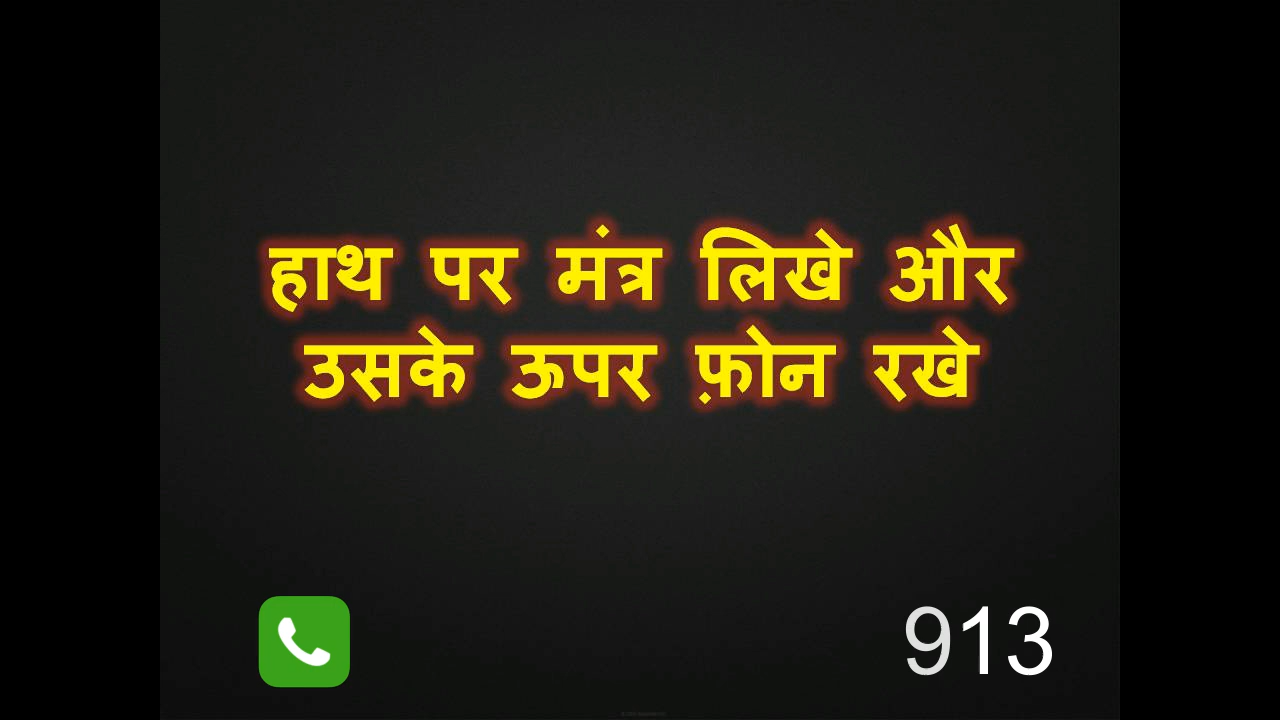 हाथ पर मंत्र लिखे और
उसके ऊपर फ़ोन रखे
913